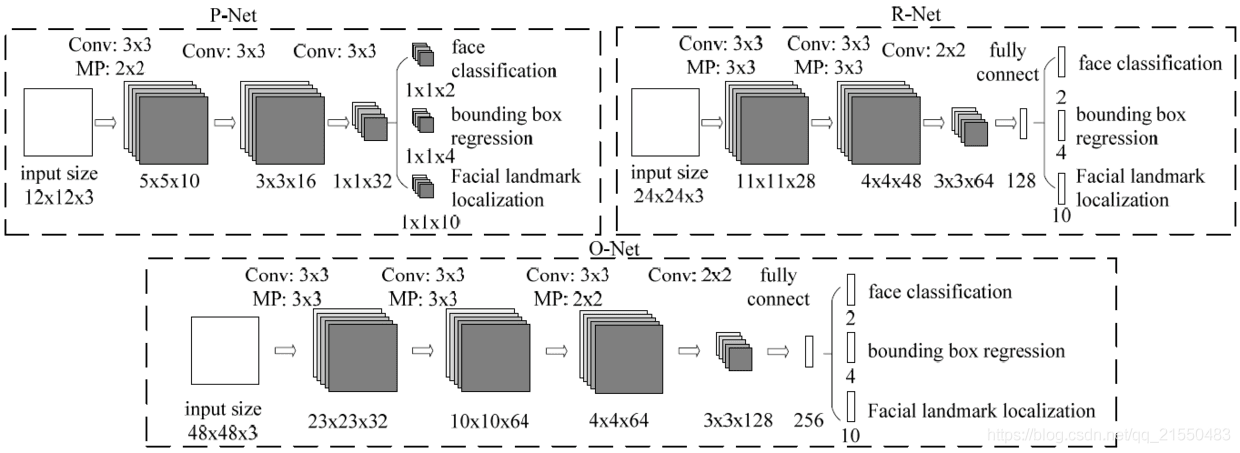 P-Net
Conv: 3x3
MP: 2x2
Conv: 3x3
Conv: 3x3
face
classification
1x1x2
bounding box
regression
1x1x4
Facial landmark
localization
1x1x10
input size
12x12x3
5x5x10
3x3x16
1x1x32
R-Net
Conv: 3x3
MP: 3x3
Conv: 3x3
MP: 3x3
Conv: 2x2
fully
connect
face classification
2
bounding box
regression
4
Facial landmark
localization
10
input size
24x24x3
11x11x28
4x4x48
3x3x64
128
O-Net
Conv: 3x3
MP: 3x3
Conv: 3x3
MP: 3x3
Conv: 3x3
MP: 2x2
Conv: 2x2
fully
connect
face classification
2
bounding box regression
4
Facial landmark localization
10
input size
48x48x3
23x23x32
10x10x64
4x4x64
3x3x128
256
https://blog.csdn.net/qq_21550483